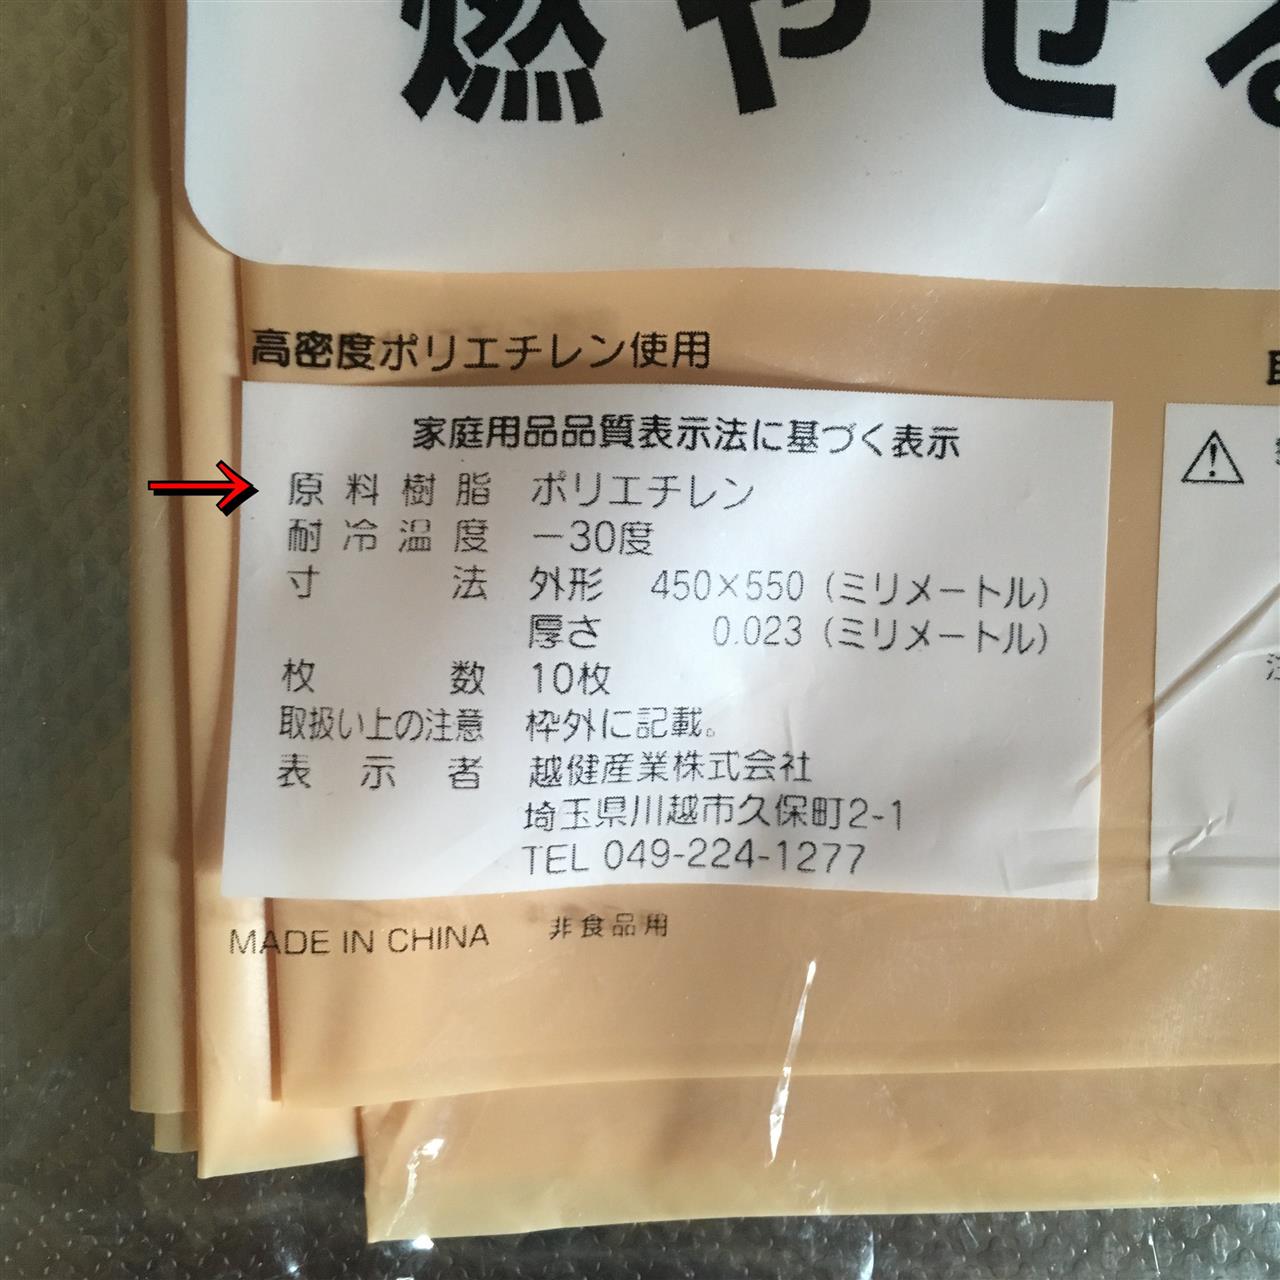 燃やせる
高密度ポリエチレン使用
家庭用品品質表示法に基づく表示
原料樹脂 ポリエチレン
耐冷温度 －30度
寸法 外形 450×550（ミリメートル）
厚さ 0.023（ミリメートル）
枚数 10枚
取扱い上の注意 枠外に記載。
表示者 越健産業株式会社
埼玉県川越市久保町2-1
TEL 049-224-1277
MADE IN CHINA 非食品用